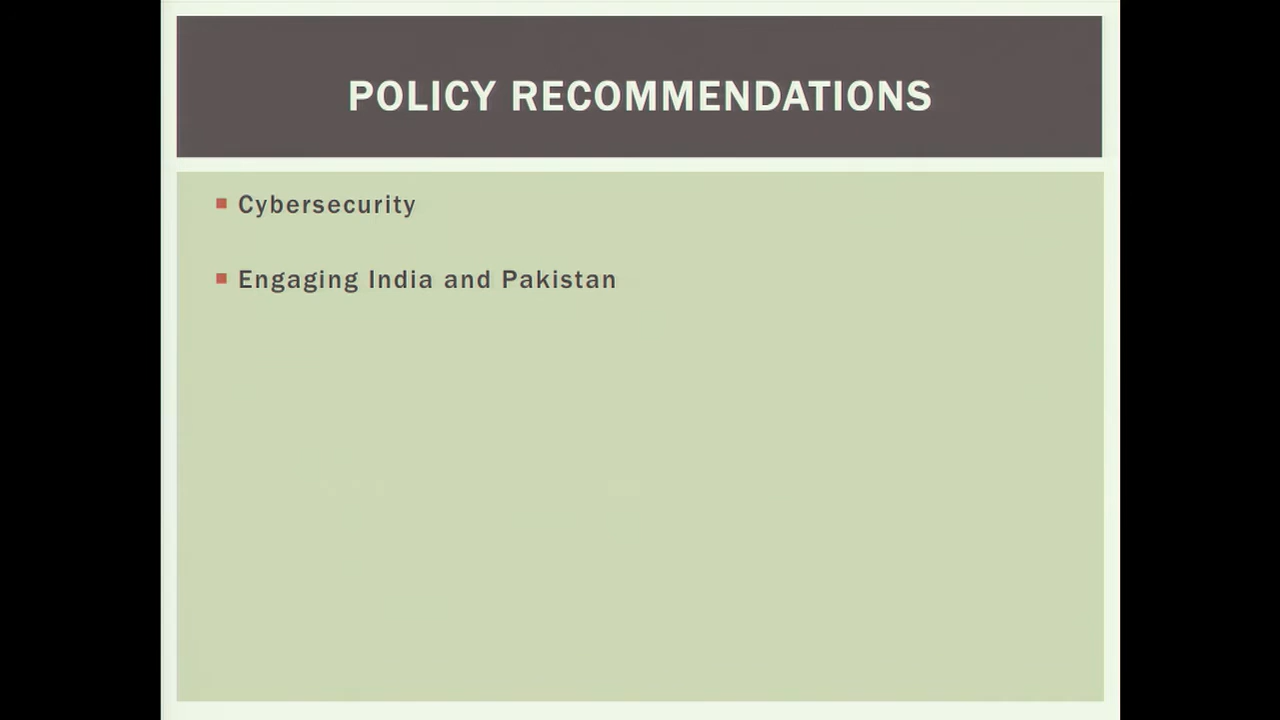 POLICY RECOMMENDATIONS
Cybersecurity
Engaging India and Pakistan